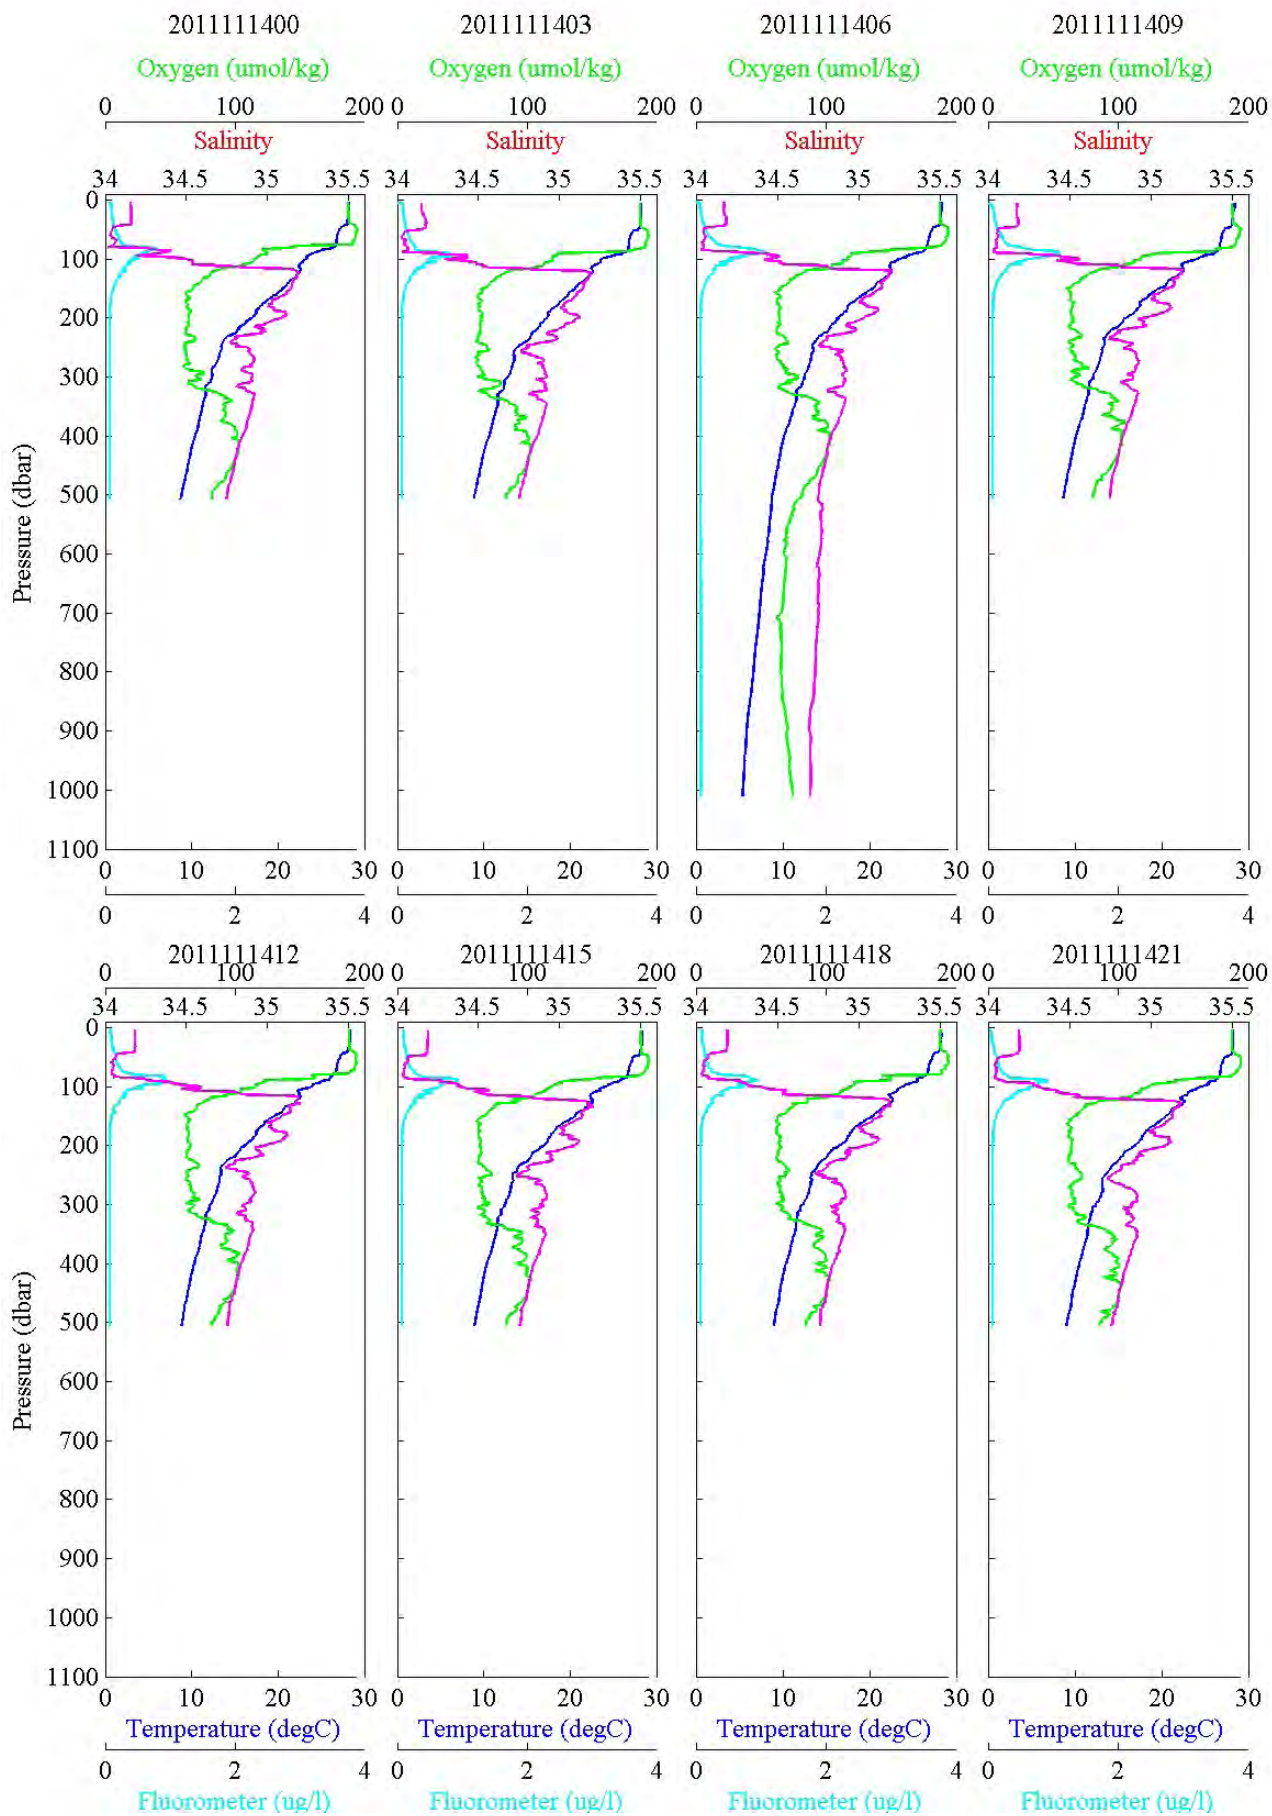 2011111400 2011111403 2011111406 2011111409
Oxygen (umol/kg) Oxygen (umol/kg) Oxygen (umol/kg) Oxygen (umol/kg)
0 100 200 0 100 200 0 100 200 0 100 200
Salinity Salinity Salinity Salinity
34 34.5 35 35.5 34 34.5 35 35.5 34 34.5 35 35.5 34 34.5 35 35.5
0
100
200
300
400
500
600
700
800
900
1000
1100
Pressure (dbar)
0 10 20 30 0 10 20 30 0 10 20 30 0 10 20 30
0 2 4 0 2 4 0 2 4 0 2 4
2011111412 2011111415 2011111418 2011111421
0 100 200 0 100 200 0 100 200 0 100 200
34 34.5 35 35.5 34 34.5 35 35.5 34 34.5 35 35.5 34 34.5 35 35.5
0
100
200
300
400
500
600
700
800
900
1000
1100
Pressure (dbar)
0 10 20 30 0 10 20 30 0 10 20 30 0 10 20 30
Temperature (degC) Temperature (degC) Temperature (degC) Temperature (degC)
0 2 4 0 2 4 0 2 4 0 2 4
Fluorometer (ug/l) Fluorometer (ug/l) Fluorometer (ug/l) Fluorometer (ug/l)